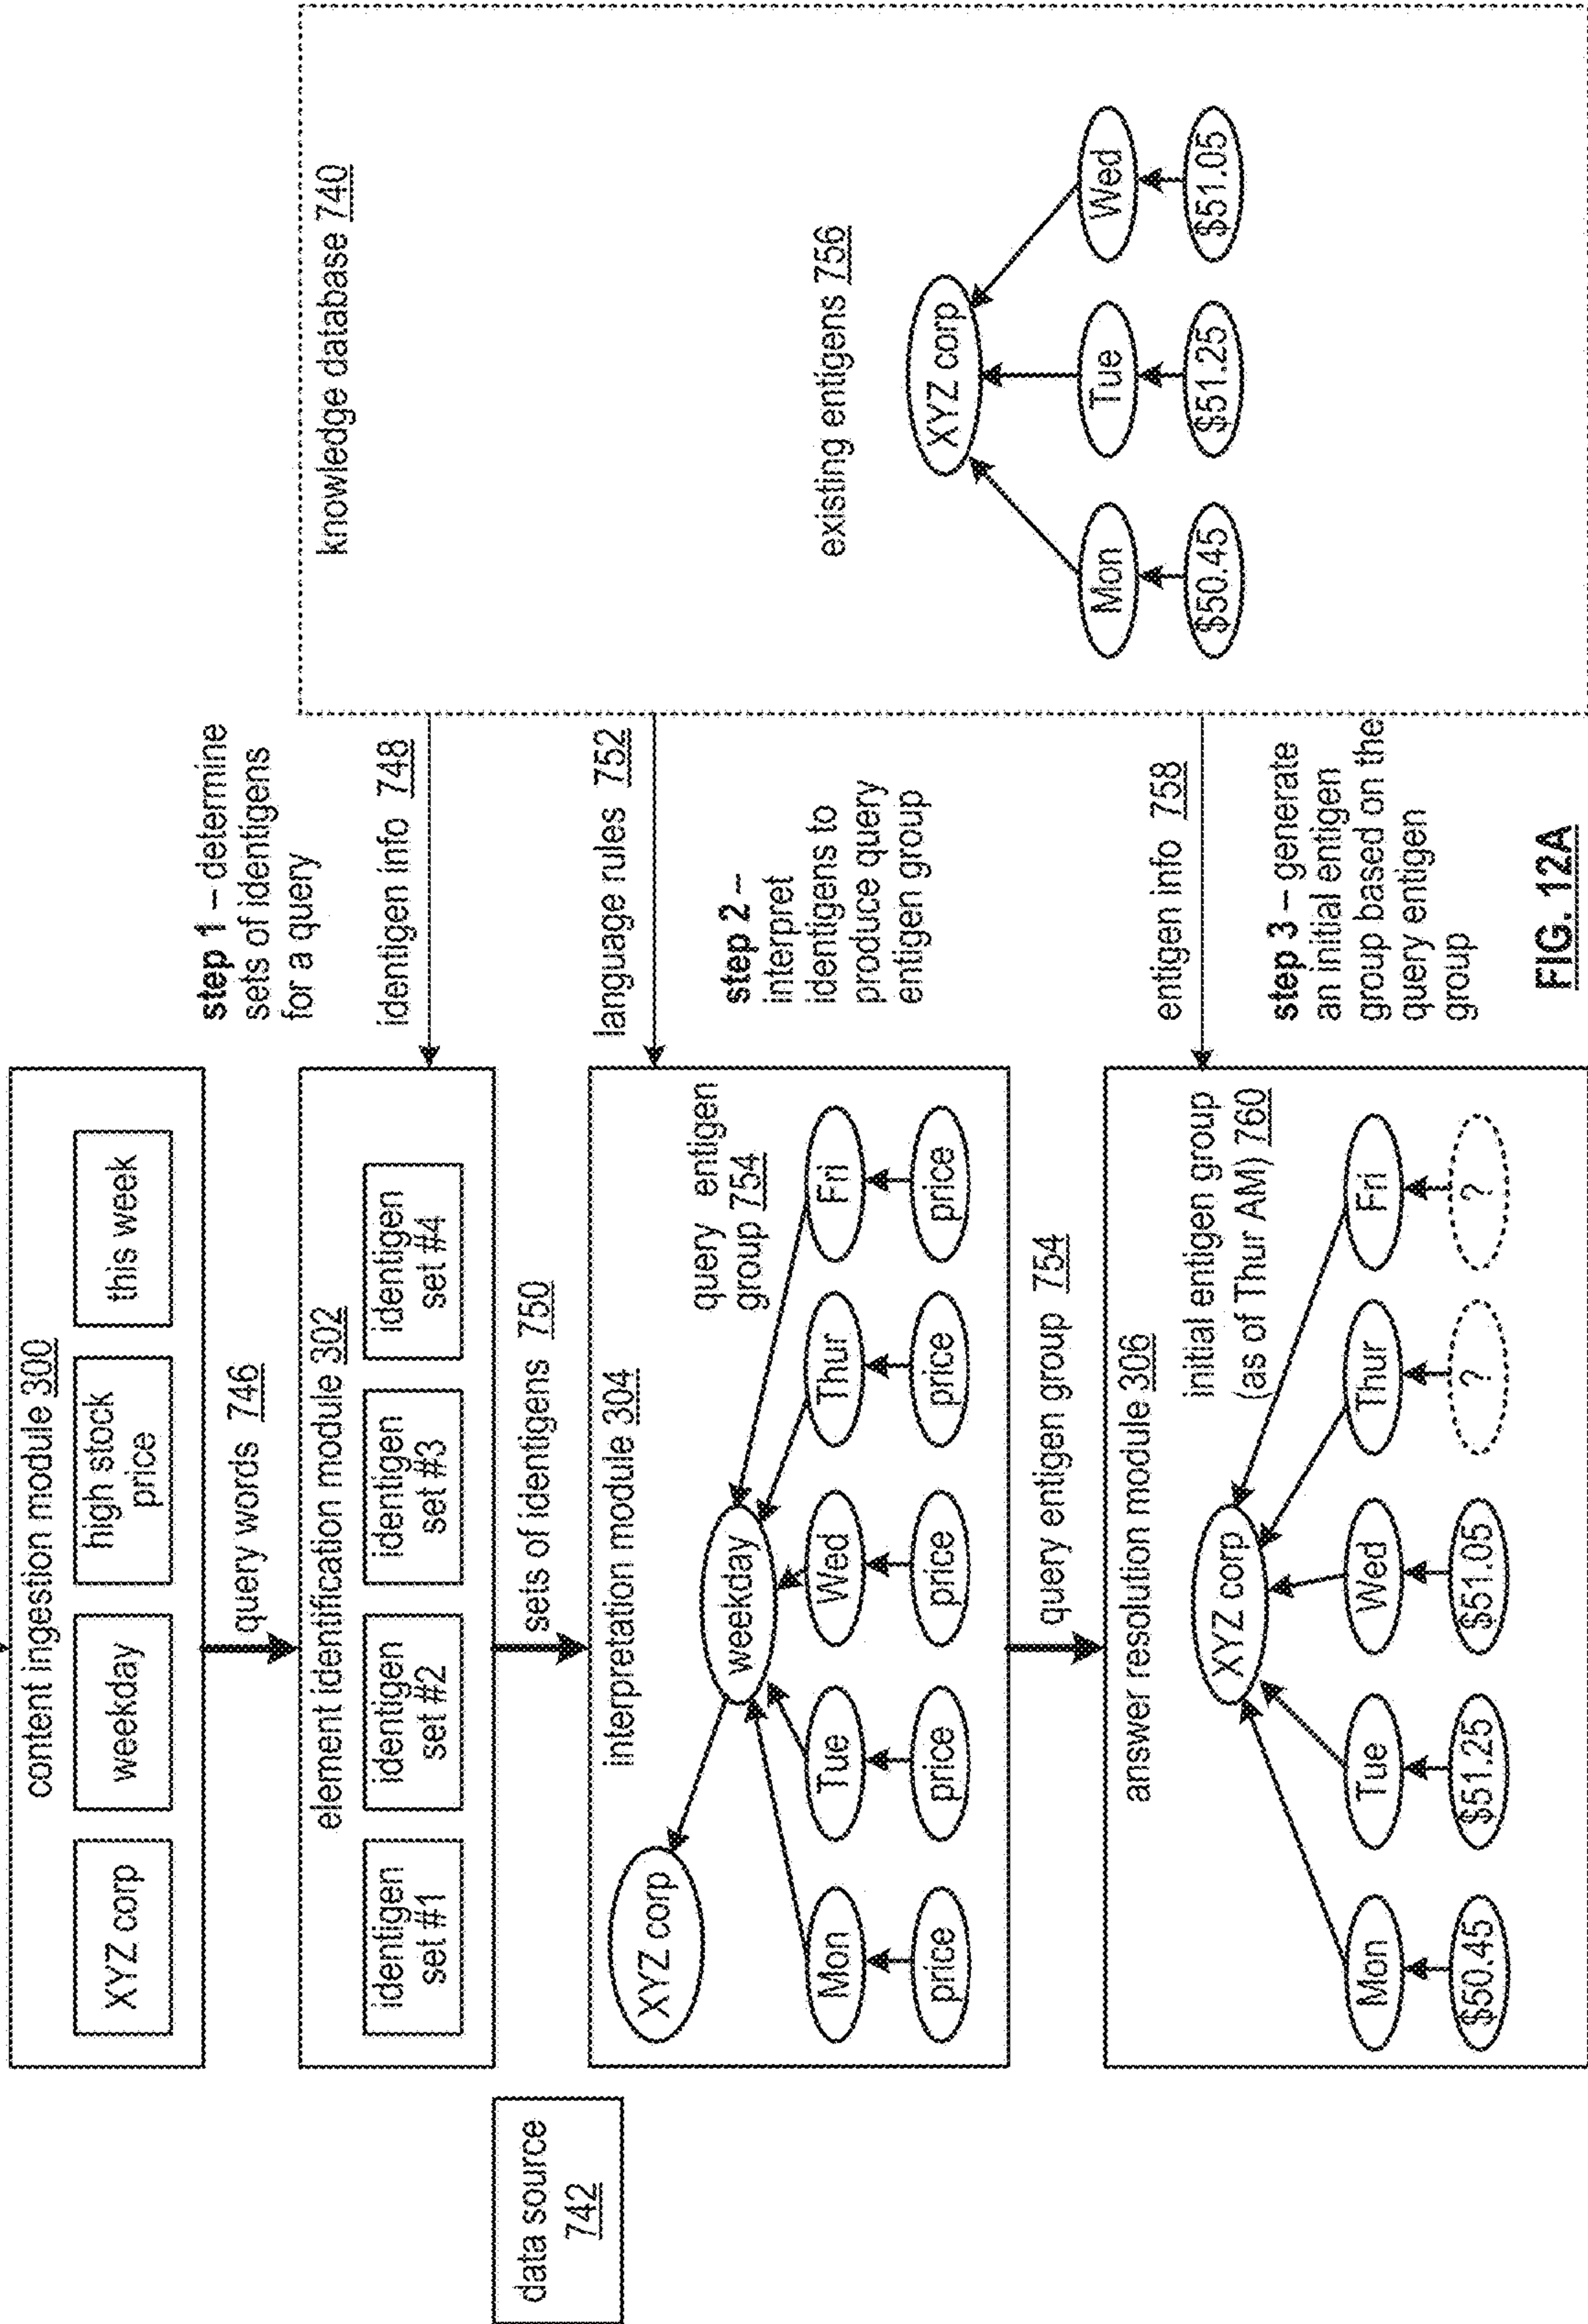 content ingestion module 300
XYZ corp
weekday
high stock
price
this week
query words 746
step 1 – determine
sets of identigens
for a query
element identification module 302
identigen
set #1
identigen
set #2
identigen
set #3
identigen
set #4
identigen info 748
knowledge database 740
data source
742
sets of identigens 750
language rules 752
interpretation module 304
XYZ corp
weekday
query entigen
group 754
Mon
Tue
Wed
Thur
Fri
price
price
price
price
price
step 2 –
interpret
identigens to
produce query
entigen group
existing entigens 756
XYZ corp
Mon
Tue
Wed
$50.45
$51.25
$51.05
query entigen group 754
entigen info 758
answer resolution module 306
initial entigen group
(as of Thur AM) 760
XYZ corp
Mon
Tue
Wed
Thur
Fri
$50.45
$51.25
$51.05
?
?
step 3 – generate
an initial entigen
group based on the
query entigen
group
FIG. 12A